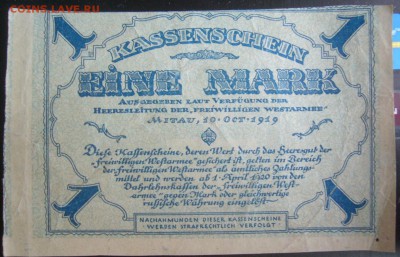 COINS.LAVE.RU
1 1
KASSENSCHEIN
EINE MARK
AUSGEGEBEN LAUT VERFÜGUNG DER
HEERESLEITUNG DER „FREIWILLIGEN WESTARMEE“
MITAU, 10. OCT. 1919
Diese Kassenscheine, deren Wert durch das Heeresgut der
„freiwilligen Westarmee“ gesichert ist, gelten im Bereich
der „freiwilligen Westarmee“ als amtliches Zahlungs-
mittel und werden ab 1. April 1920 von den
Darlehnskassen der „freiwilligen West-
armee“ gegen Mark oder gleichwertige
russische Währung eingelöst
1 1
NACHAHMUNGEN DIESER KASSENSCHEINE
WERDEN STRAFRECHTLICH VERFOLGT